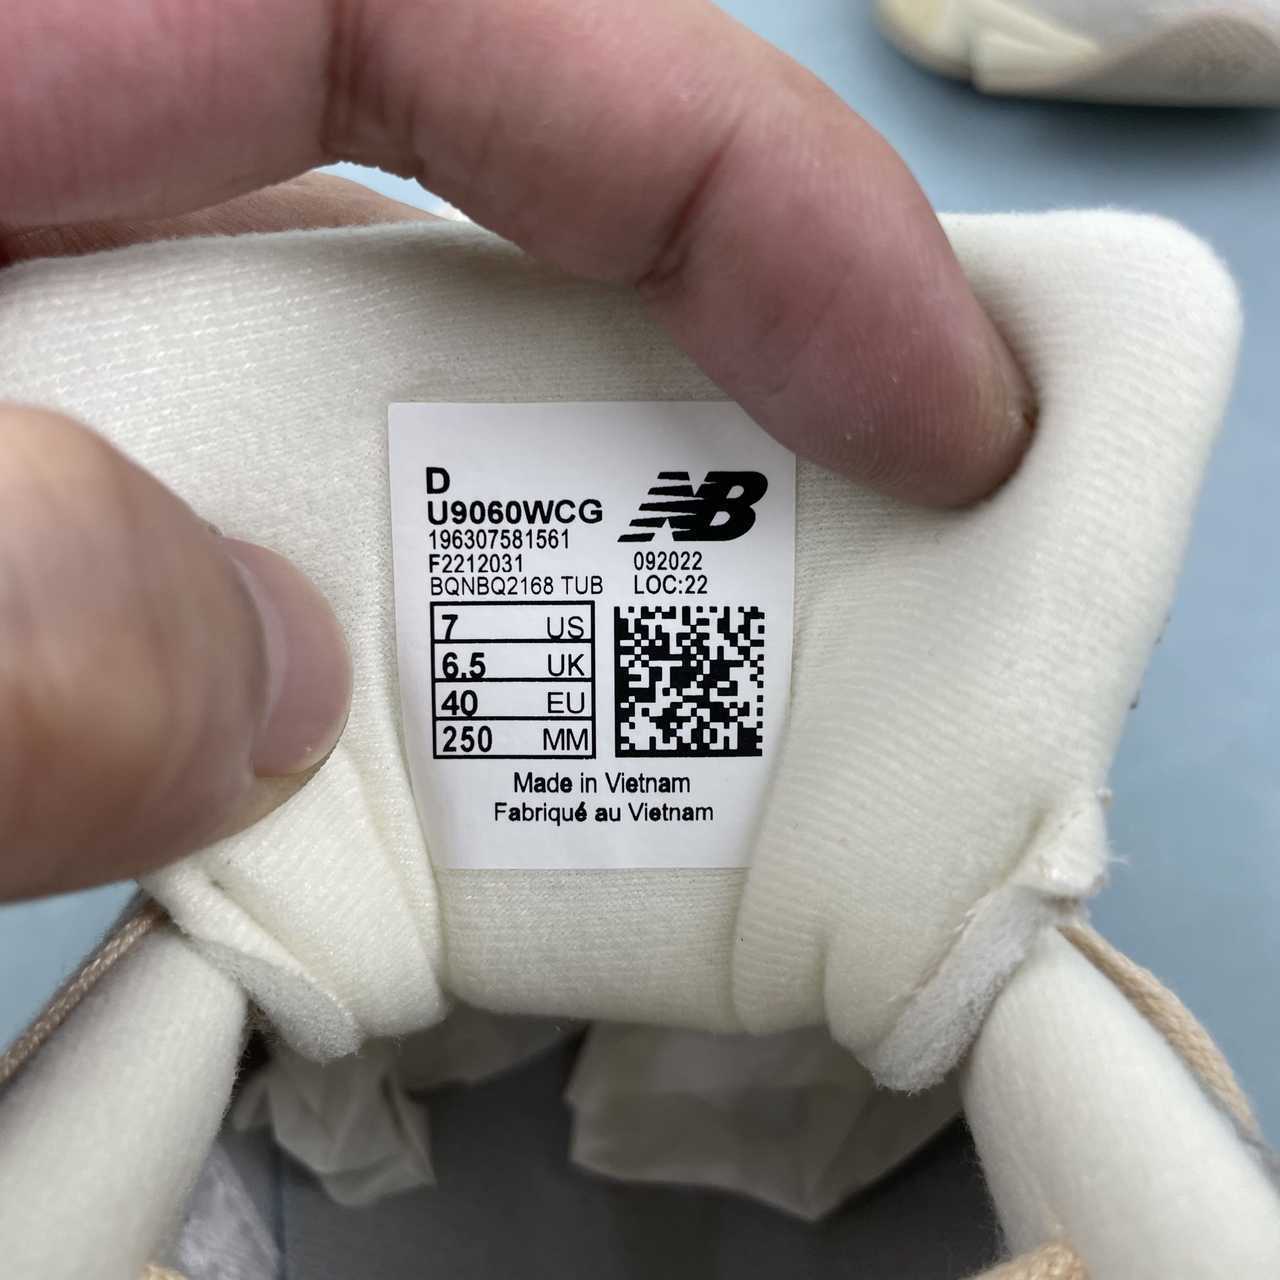 D
U9060WCG
NB
196307581561
F2212031
092022
BQNBQ2168 TUB
LOC:22
7 US
6.5 UK
40 EU
250 MM
Made in Vietnam
Fabriqué au Vietnam